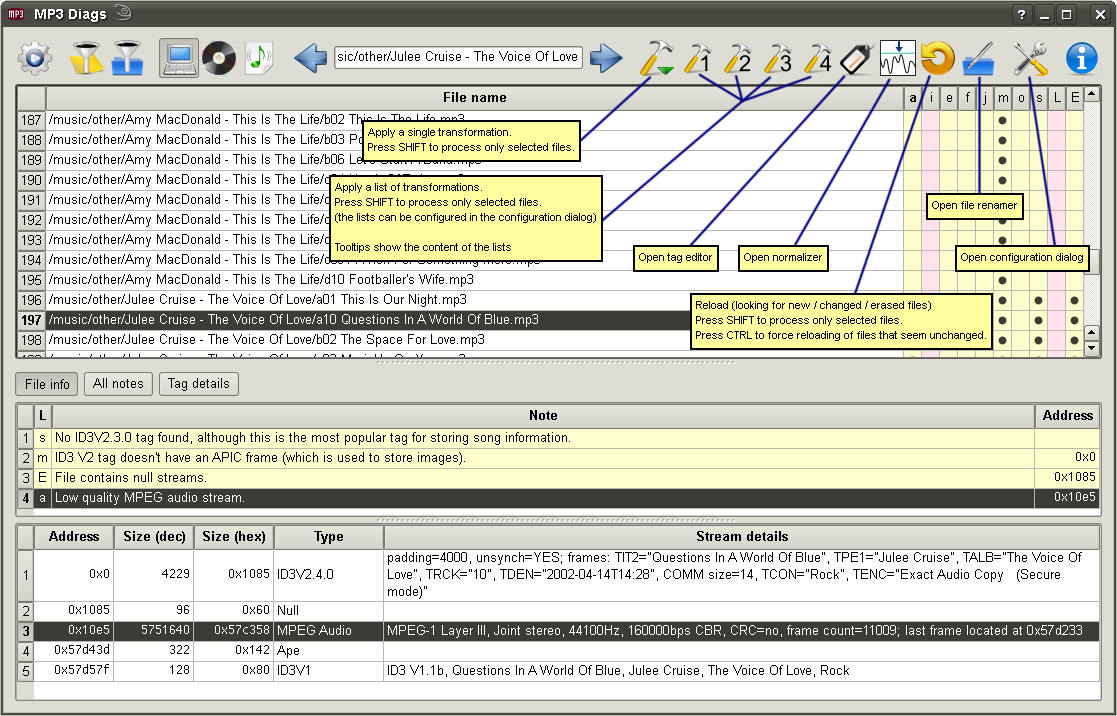 MP3 MP3 Diags
?
sic/other/Julee Cruise - The Voice Of Love
1 2 3 4
File name a i e f j m o s L E
187 /music/other/Amy MacDonald - This Is The Life/b02 This Is The Life.mp3
188 /music/other/Amy MacDonald - This Is The Life/b03
189 /music/other/Amy MacDonald - This Is The Life/b06
190 /music/other/Amy MacDonald - This Is The Life/
191 /music/other/Amy MacDonald - This Is The Life/
192 /music/other/Amy MacDonald - This Is The Life/
193 /music/other/Amy MacDonald - This Is The Life/
194 /music/other/Amy MacDonald - This Is The Life/
195 /music/other/Amy MacDonald - This Is The Life/d10 Footballer's Wife.mp3
196 /music/other/Julee Cruise - The Voice Of Love/a01 This Is Our Night.mp3
197 /music/other/Julee Cruise - The Voice Of Love/a10 Questions In A World Of Blue.mp3
198 /music/other/Julee Cruise - The Voice Of Love/b02 The Space For Love.mp3
Apply a single transformation.
Press SHIFT to process only selected files.
Apply a list of transformations.
Press SHIFT to process only selected files.
(the lists can be configured in the configuration dialog)
Tooltips show the content of the lists
Open tag editor
Open normalizer
Open file renamer
Open configuration dialog
Reload (looking for new / changed / erased files)
Press SHIFT to process only selected files.
Press CTRL to force reloading of files that seem unchanged.
File info All notes Tag details
L Note Address
1 s No ID3V2.3.0 tag found, although this is the most popular tag for storing song information.
2 m ID3 V2 tag doesn't have an APIC frame (which is used to store images). 0x0
3 E File contains null streams. 0x1085
4 a Low quality MPEG audio stream. 0x10e5
Address Size (dec) Size (hex) Type Stream details
1 0x0 4229 0x1085 ID3V2.4.0 padding=4000, unsynch=YES; frames: TIT2="Questions In A World Of Blue", TPE1="Julee Cruise", TALB="The Voice Of
Love", TRCK="10", TDEN="2002-04-14T14:28", COMM size=14, TCON="Rock", TENC="Exact Audio Copy (Secure
mode)"
2 0x1085 96 0x60 Null
3 0x10e5 5751640 0x57c358 MPEG Audio MPEG-1 Layer III, Joint stereo, 44100Hz, 160000bps CBR, CRC=no, frame count=11009; last frame located at 0x57d233
4 0x57d43d 322 0x142 Ape
5 0x57d57f 128 0x80 ID3V1 ID3 V1.1b, Questions In A World Of Blue, Julee Cruise, The Voice Of Love, Rock